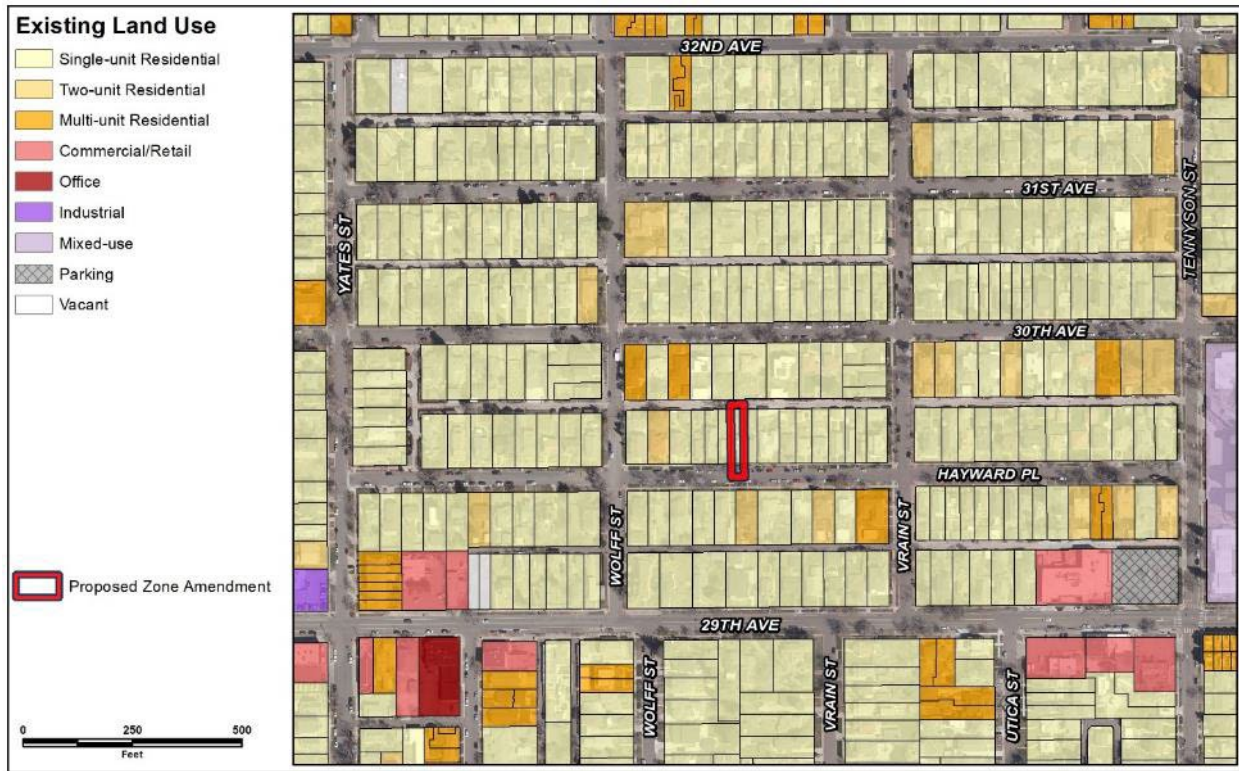 Existing Land Use
Single-unit Residential
Two-unit Residential
Multi-unit Residential
Commercial/Retail
Office
Industrial
Mixed-use
Parking
Vacant
Proposed Zone Amendment
0 250 500
Feet
32ND AVE
31ST AVE
YATES ST
TENNYSON ST
30TH AVE
HAYWARD PL
WOLFF ST
VRAIN ST
29TH AVE
WOLFF ST
VRAIN ST
UTICA ST